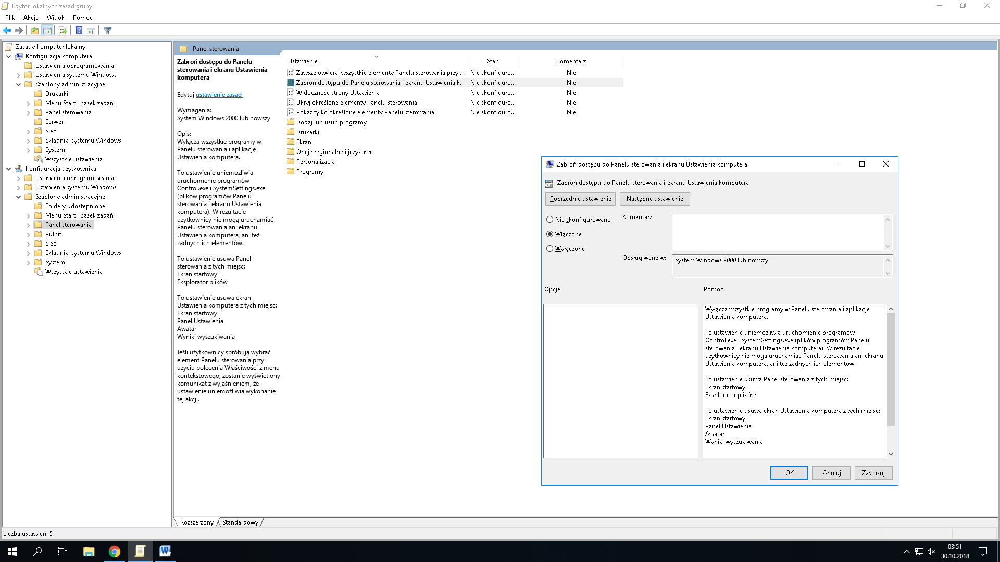 Edytor lokalnych zasad grupy
Plik Akcja Widok Pomoc
Zasady Komputer lokalny
Konfiguracja komputera
Ustawienia oprogramowania
Ustawienia systemu Windows
Szablony administracyjne
Drukarki
Menu Start i pasek zadań
Panel sterowania
Serwer
Sieć
Składniki systemu Windows
System
Wszystkie ustawienia
Konfiguracja użytkownika
Ustawienia oprogramowania
Ustawienia systemu Windows
Szablony administracyjne
Foldery udostępnione
Menu Start i pasek zadań
Panel sterowania
Pulpit
Sieć
Składniki systemu Windows
System
Wszystkie ustawienia
Panel sterowania
Zabroń dostępu do Panelu
sterowania i ekranu Ustawienia
komputera
Edytuj ustawienie zasad
Wymagania:
System Windows 2000 lub nowszy
Opis:
Wyłącza wszystkie programy w
Panelu sterowania i aplikację
Ustawienia komputera.
To ustawienie uniemożliwia
uruchomienie programów
Control.exe i SystemSettings.exe
(plików programów Panelu
sterowania i ekranu Ustawienia
komputera). W rezultacie
użytkownicy nie mogą uruchamiać
Panelu sterowania ani ekranu
Ustawienia komputera, ani też
żadnych ich elementów.
To ustawienie usuwa Panel
sterowania z tych miejsc:
Ekran startowy
Eksplorator plików
To ustawienie usuwa ekran
Ustawienia komputera z tych miejsc:
Ekran startowy
Panel Ustawienia
Awatar
Wyniki wyszukiwania
Jeśli użytkownicy spróbują wybrać
element Panelu sterowania przy
użyciu polecenia Właściwości z menu
kontekstowego, zostanie wyświetlony
komunikat z wyjaśnieniem, że
ustawienie uniemożliwia wykonanie
tej akcji.
Ustawienie Stan Komentarz
Zawsze otwieraj wszystkie elementy Panelu sterowania przy ... Nie skonfiguro... Nie
Zabroń dostępu do Panelu sterowania i ekranu Ustawienia k... Nie skonfiguro... Nie
Widoczność strony Ustawienia Nie skonfiguro... Nie
Ukryj określone elementy Panelu sterowania Nie skonfiguro... Nie
Pokaż tylko określone elementy Panelu sterowania Nie skonfiguro... Nie
Dodaj lub usuń programy
Drukarki
Ekran
Opcje regionalne i językowe
Personalizacja
Programy
Zabroń dostępu do Panelu sterowania i ekranu Ustawienia komputera
Zabroń dostępu do Panelu sterowania i ekranu Ustawienia komputera
Poprzednie ustawienie Następne ustawienie
Nie skonfigurowano
Włączone
Wyłączone
Komentarz:
Obsługiwane w: System Windows 2000 lub nowszy
Opcje: Pomoc:
Wyłącza wszystkie programy w Panelu sterowania i aplikację
Ustawienia komputera.
To ustawienie uniemożliwia uruchomienie programów
Control.exe i SystemSettings.exe (plików programów Panelu
sterowania i ekranu Ustawienia komputera). W rezultacie
użytkownicy nie mogą uruchamiać Panelu sterowania ani ekranu
Ustawienia komputera, ani też żadnych ich elementów.
To ustawienie usuwa Panel sterowania z tych miejsc:
Ekran startowy
Eksplorator plików
To ustawienie usuwa ekran Ustawienia komputera z tych miejsc:
Ekran startowy
Panel Ustawienia
Awatar
Wyniki wyszukiwania
OK Anuluj Zastosuj
Rozszerzony Standardowy
Liczba ustawień: 5
03:51
30.10.2018